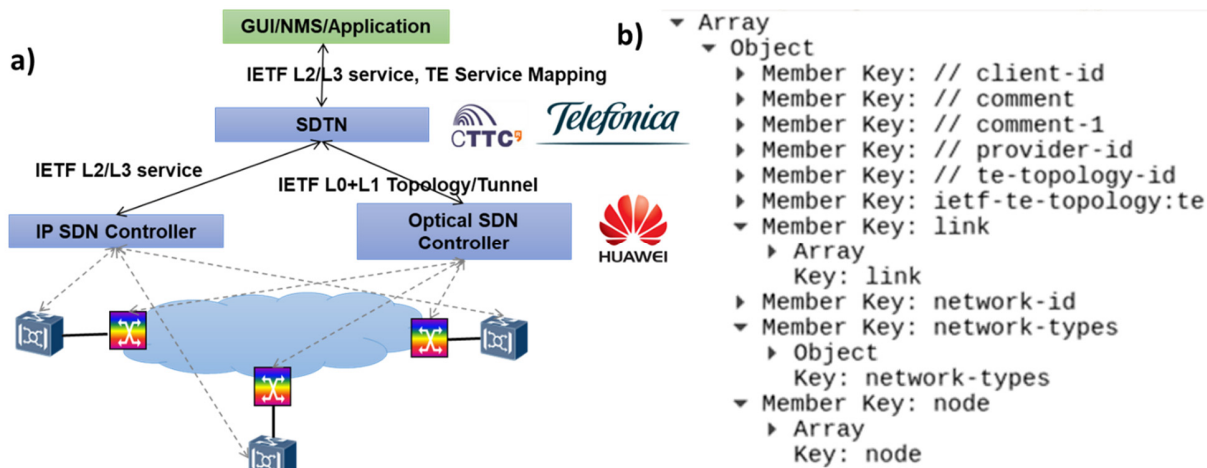 a)
GUI/NMS/Application
IETF L2/L3 service, TE Service Mapping
SDTN
CTTC
Telefónica
IETF L2/L3 service
IETF L0+L1 Topology/Tunnel
IP SDN Controller
Optical SDN
Controller
HUAWEI
b)
Array
Object
Member Key: // client-id
Member Key: // comment
Member Key: // comment-1
Member Key: // provider-id
Member Key: // te-topology-id
Member Key: ietf-te-topology:te
Member Key: link
Array
Key: link
Member Key: network-id
Member Key: network-types
Object
Key: network-types
Member Key: node
Array
Key: node